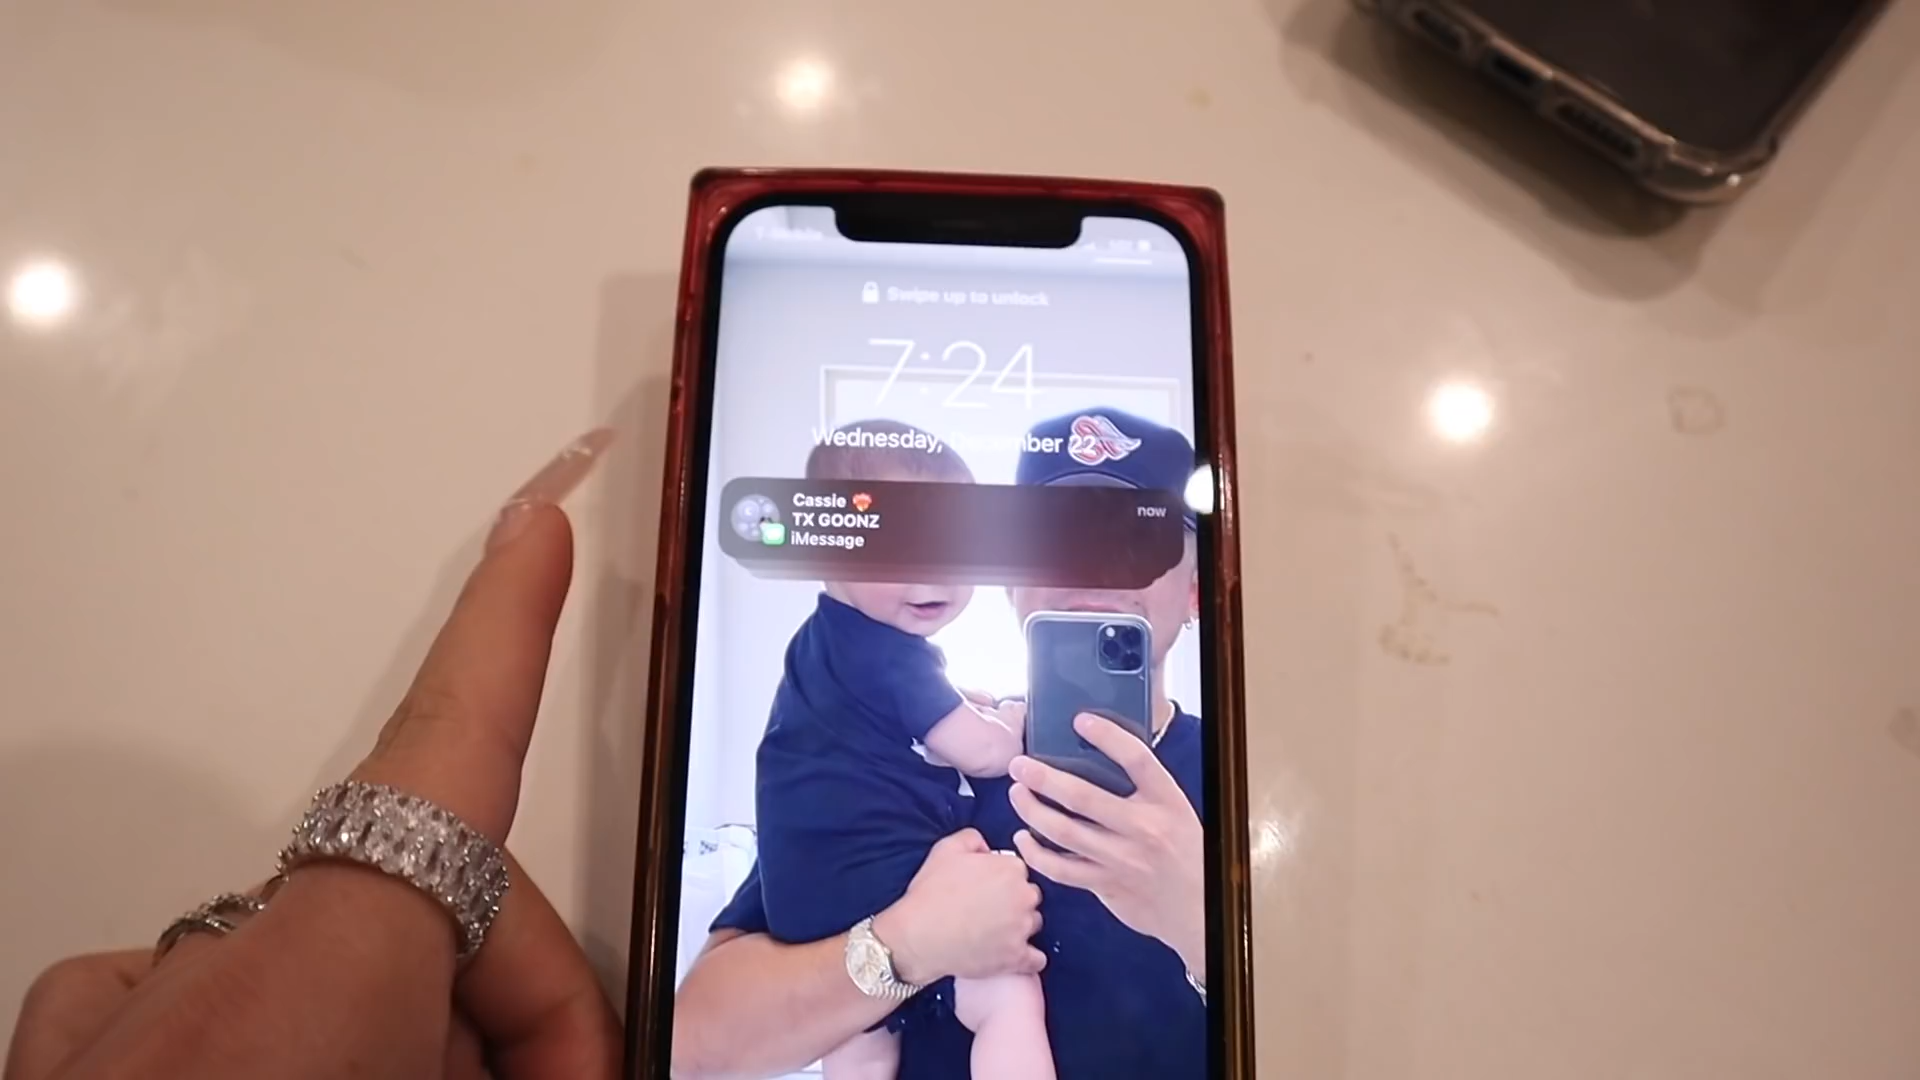 Swipe up to unlock
7:24
Wednesday, December 22
Cassie
now
TX GOONZ
iMessage